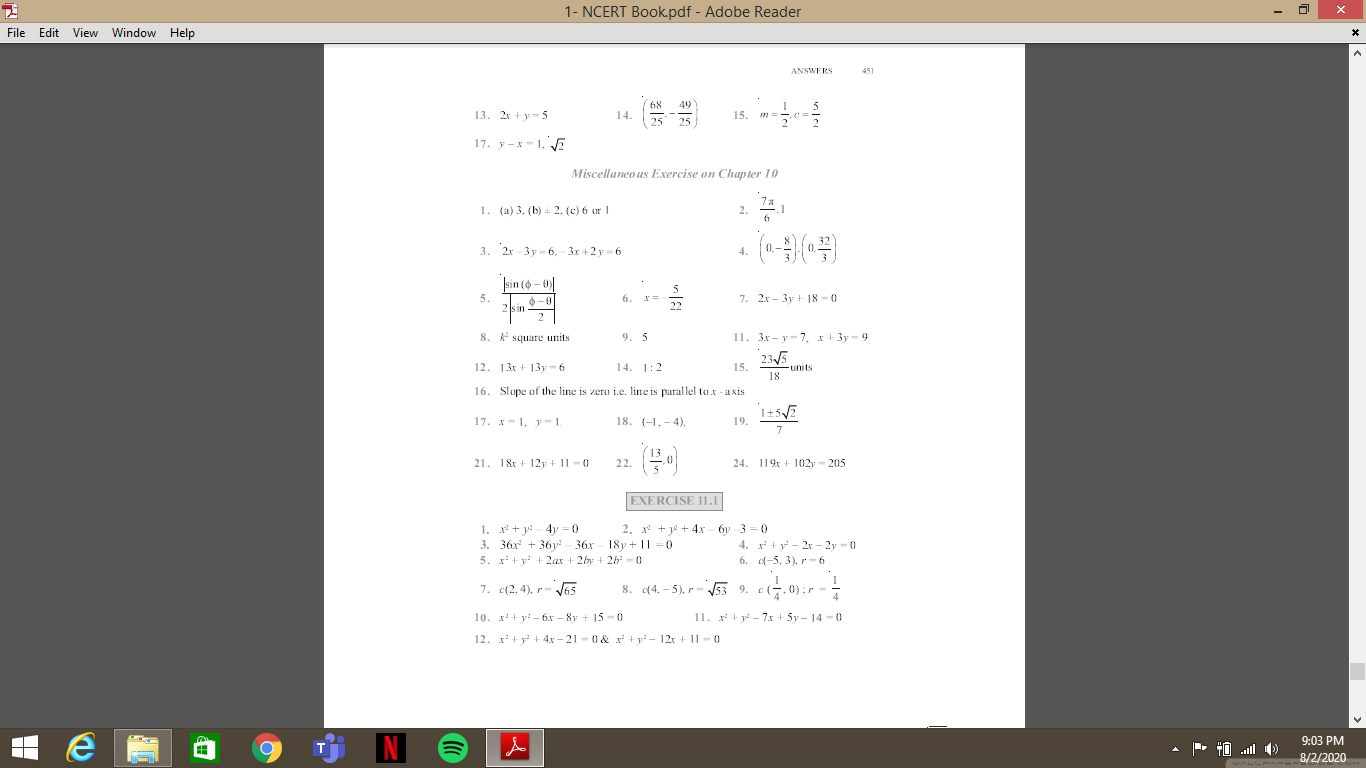 1- NCERT Book.pdf - Adobe Reader
File Edit View Window Help
ANSWERS 451
13. 2x + y = 5 14. (68/25, −49/25) 15. m = 1/2, c = 5/2
17. y – x = 1, √2
Miscellaneous Exercise on Chapter 10
1. (a) 3, (b) ± 2, (c) 6 or 1 2. 7π/6, 1
3. 2x − 3y = 6, − 3x + 2y = 6 4. (0, −8/3), (0, 32/3)
5. |sin (ϕ − θ)| / 2 |sin (ϕ − θ)/2| 6. x = −5/22 7. 2x – 3y + 18 = 0
8. k² square units 9. 5 11. 3x – y = 7, x + 3y = 9
12. 13x + 13y = 6 14. 1 : 2 15. 23√5/18 units
16. Slope of the line is zero i.e. line is parallel to x - axis
17. x = 1, y = 1. 18. (–1, – 4). 19. 1 ± 5√2 / 7
21. 18x + 12y + 11 = 0 22. (13/5, 0) 24. 119x + 102y = 205
EXERCISE 11.1
1. x² + y² – 4y = 0 2. x² + y² + 4x – 6y –3 = 0
3. 36x² + 36y² – 36x – 18y + 11 = 0 4. x² + y² – 2x – 2y = 0
5. x² + y² + 2ax + 2by + 2b² = 0 6. c(–5, 3), r = 6
7. c(2, 4), r = √65 8. c(4, – 5), r = √53 9. c (1/4, 0) ; r = 1/4
10. x² + y² – 6x – 8y + 15 = 0 11. x² + y² – 7x + 5y – 14 = 0
12. x² + y² + 4x – 21 = 0 & x² + y² – 12x + 11 = 0
9:03 PM
8/2/2020